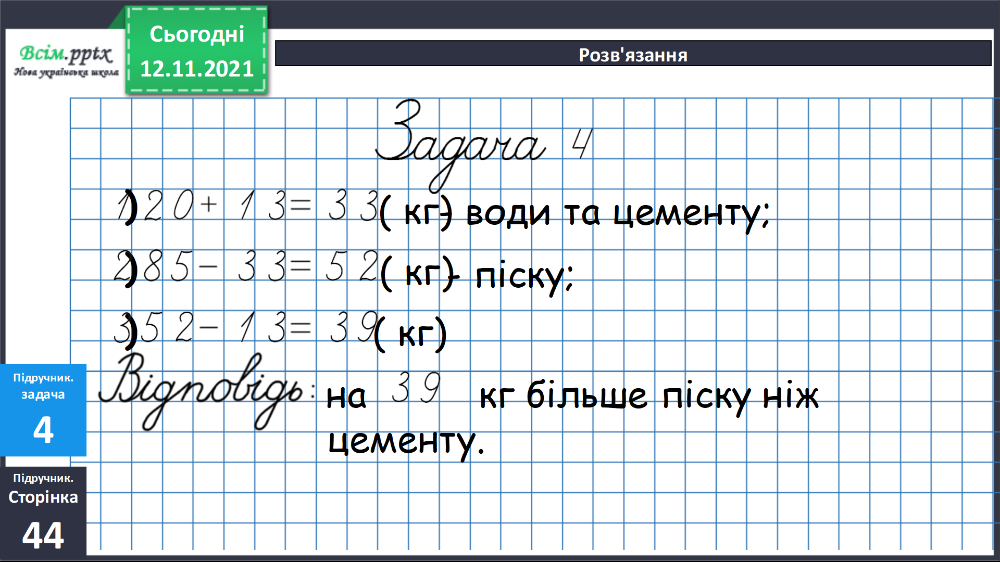 Всім.pptx
Нова українська школа
Сьогодні
12.11.2021
Розв'язання
Задача 4
1) 20 + 13 = 33 ( кг) - води та цементу;
2) 85 - 33 = 52 ( кг) - піску;
3) 52 - 13 = 39 ( кг)
Відповідь: на 39 кг більше піску ніж
цементу.
Підручник.
задача
4
Підручник.
Сторінка
44